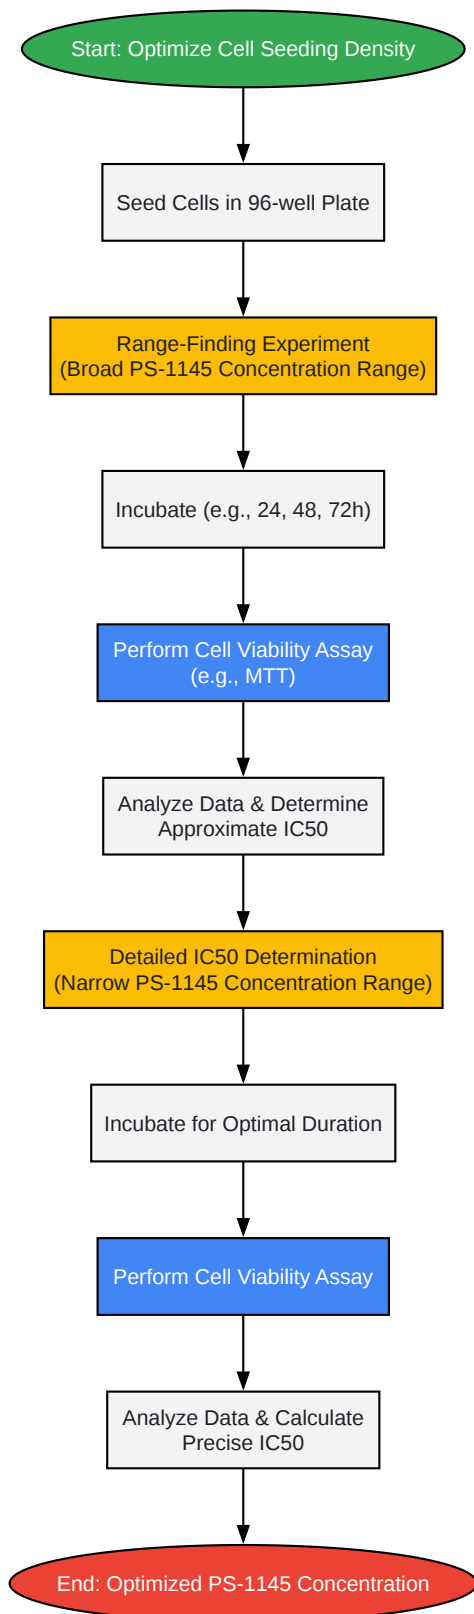 Start: Optimize Cell Seeding Density
Seed Cells in 96-well Plate
Range-Finding Experiment
(Broad PS-1145 Concentration Range)
Incubate (e.g., 24, 48, 72h)
Perform Cell Viability Assay
(e.g., MTT)
Analyze Data & Determine
Approximate IC50
Detailed IC50 Determination
(Narrow PS-1145 Concentration Range)
Incubate for Optimal Duration
Perform Cell Viability Assay
Analyze Data & Calculate
Precise IC50
End: Optimized PS-1145 Concentration